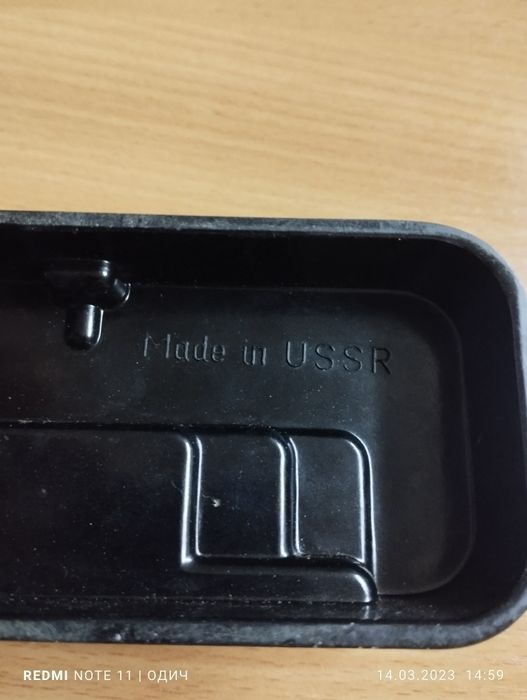 Made in USSR
REDMI NOTE 11 | ОДИЧ
14.03.2023 14:59